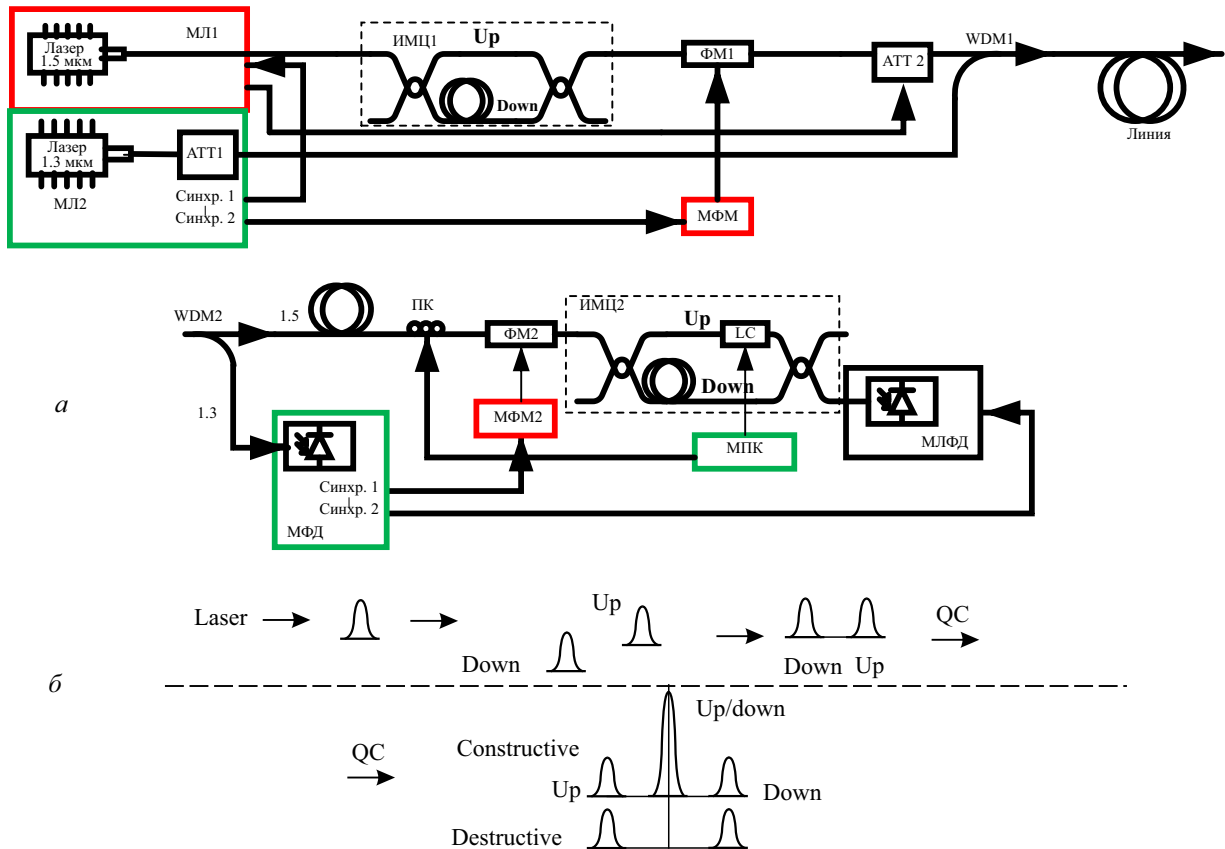 МЛ1
Лазер
1.5 мкм
ИМЦ1
Up
Down
ФМ1
АТТ 2
WDM1
Линия
Лазер
1.3 мкм
АТТ1
МЛ2
Синхр. 1
Синхр. 2
МФМ
а
WDM2
1.5
ПК
ФМ2
ИМЦ2
Up
LC
Down
1.3
МФМ2
МПК
МЛФД
Синхр. 1
Синхр. 2
МФД
б
Laser
Up
Down
Down Up
QC
QC
Up/down
Constructive
Up
Down
Destructive